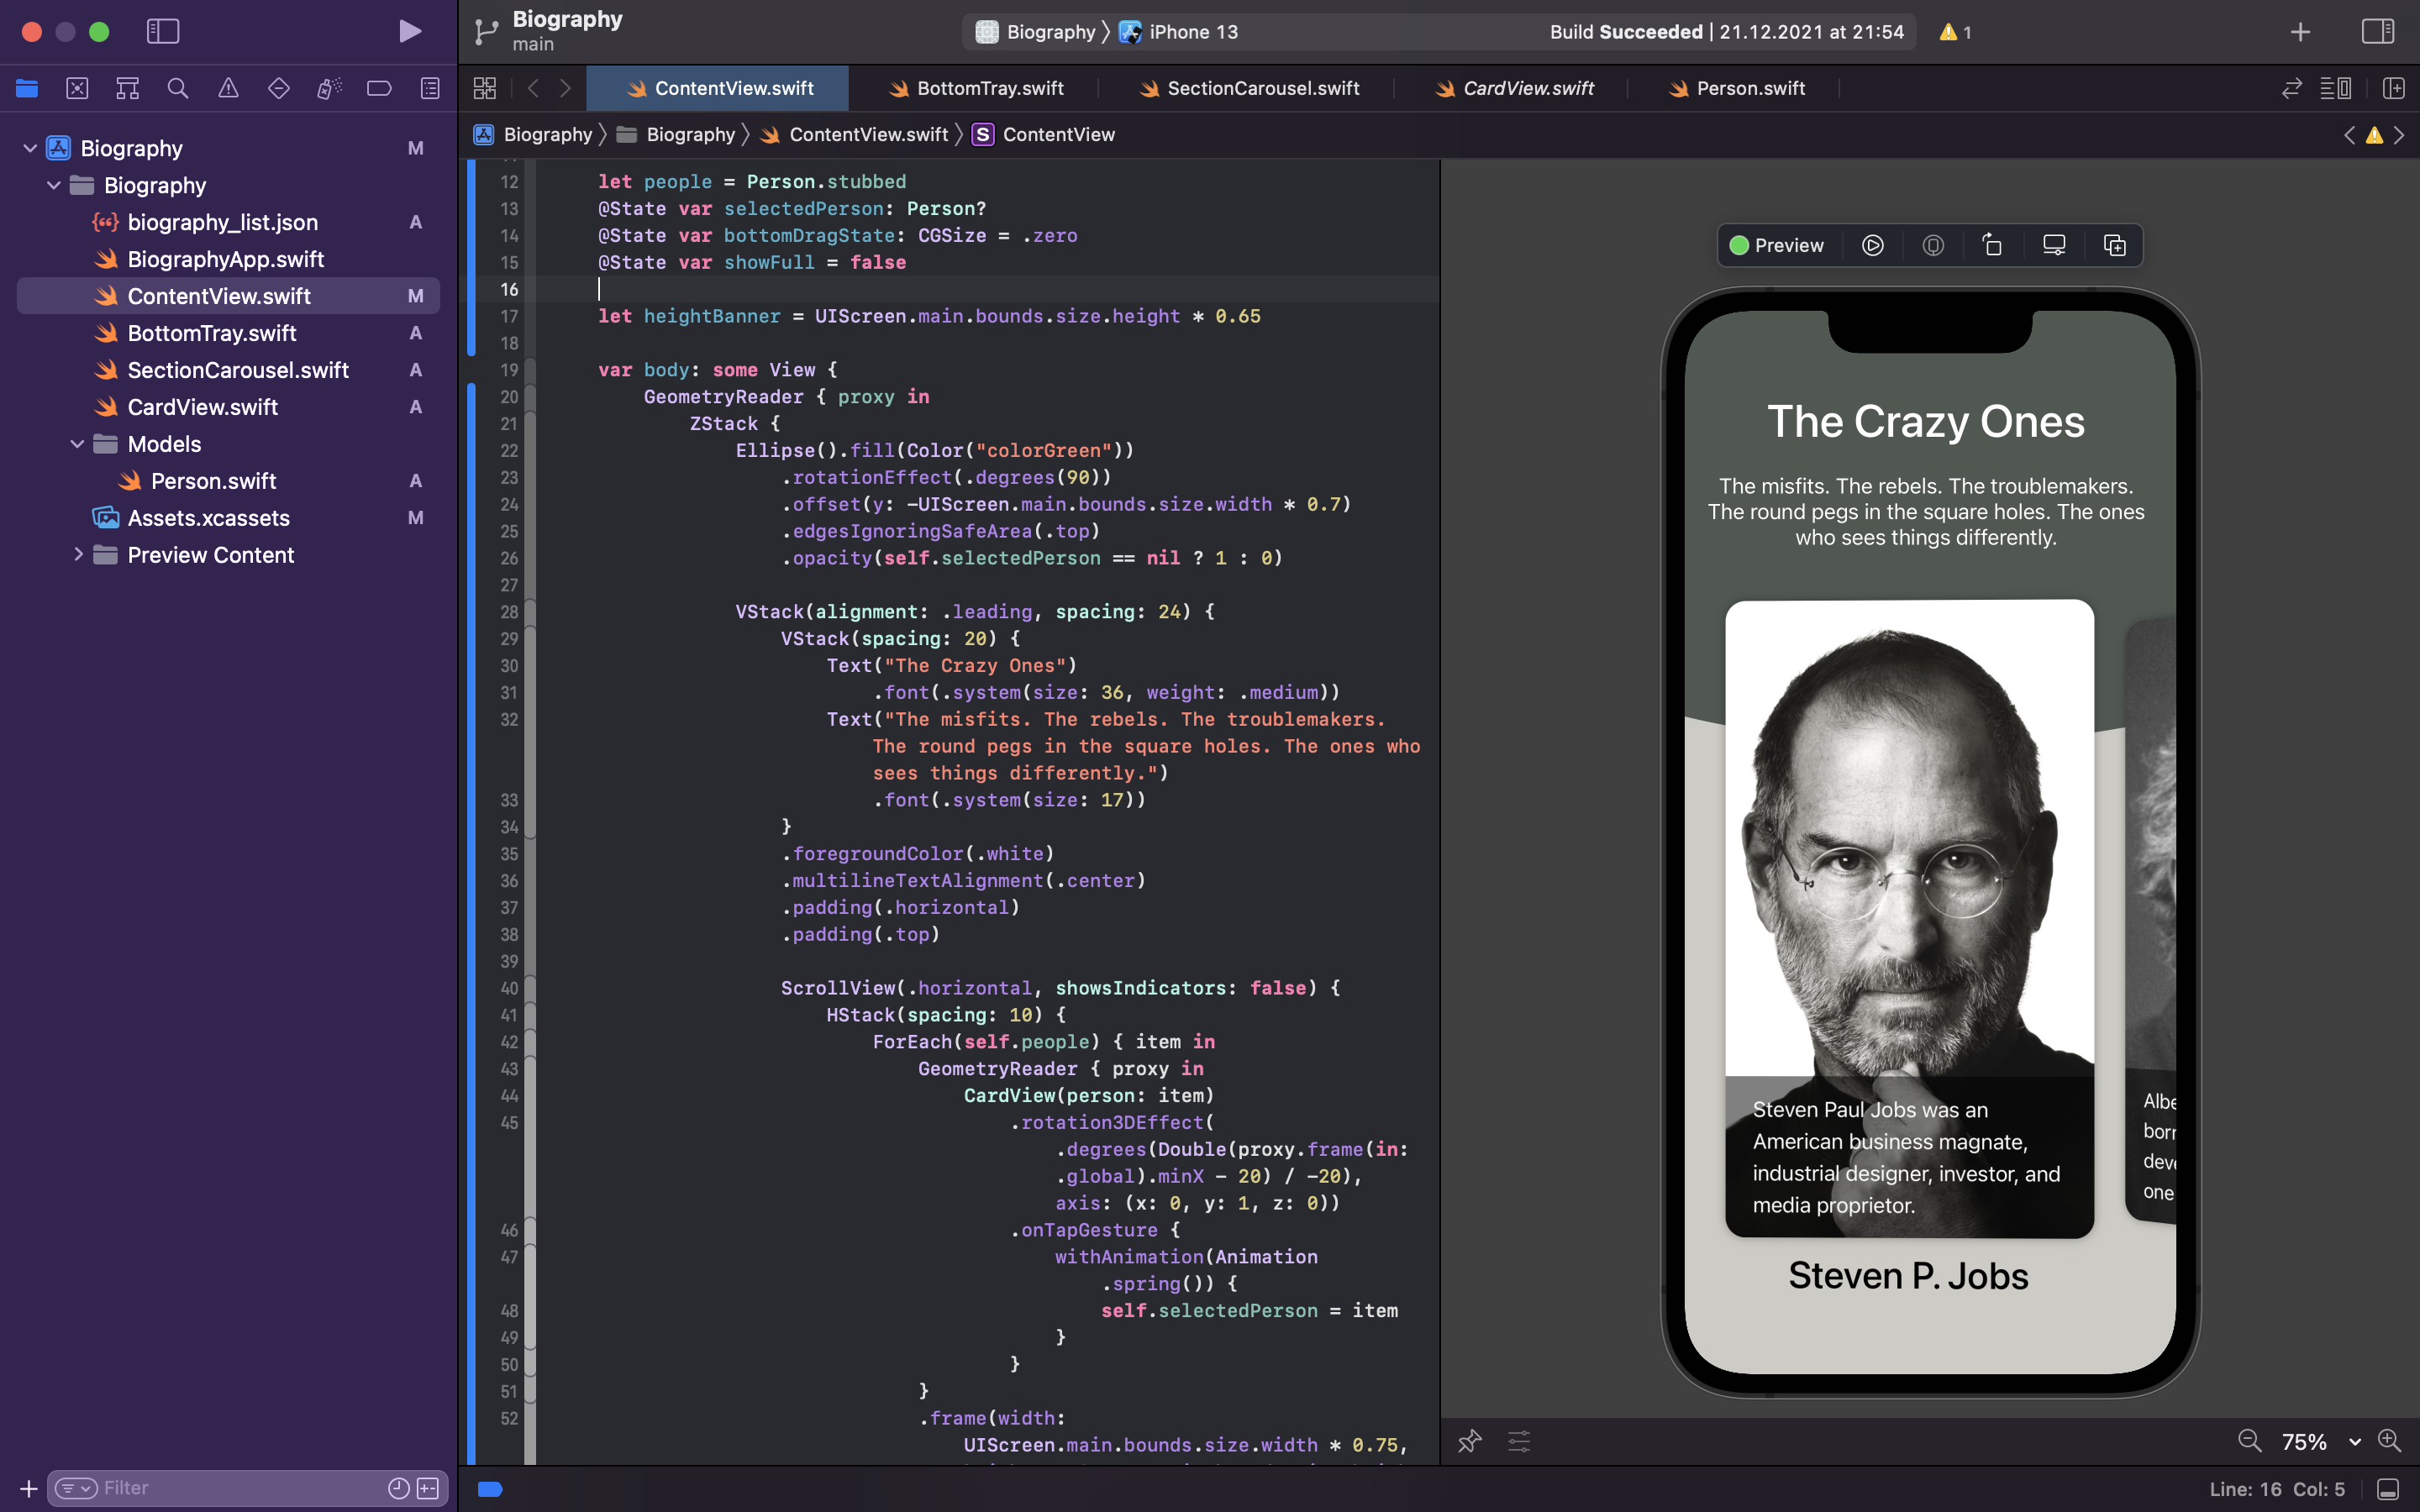 Biography
main
Biography
iPhone 13
Build Succeeded | 21.12.2021 at 21:54
1
ContentView.swift
BottomTray.swift
SectionCarousel.swift
CardView.swift
Person.swift
Biography
Biography
ContentView.swift
S ContentView
Biography M
Biography
biography_list.json A
BiographyApp.swift
ContentView.swift M
BottomTray.swift A
SectionCarousel.swift A
CardView.swift A
Models
Person.swift A
Assets.xcassets M
Preview Content
Filter
12 let people = Person.stubbed
13 @State var selectedPerson: Person?
14 @State var bottomDragState: CGSize = .zero
15 @State var showFull = false
16
17 let heightBanner = UIScreen.main.bounds.size.height * 0.65
18
19 var body: some View {
20 GeometryReader { proxy in
21 ZStack {
22 Ellipse().fill(Color("colorGreen"))
23 .rotationEffect(.degrees(90))
24 .offset(y: -UIScreen.main.bounds.size.width * 0.7)
25 .edgesIgnoringSafeArea(.top)
26 .opacity(self.selectedPerson == nil ? 1 : 0)
27
28 VStack(alignment: .leading, spacing: 24) {
29 VStack(spacing: 20) {
30 Text("The Crazy Ones")
31 .font(.system(size: 36, weight: .medium))
32 Text("The misfits. The rebels. The troublemakers.
The round pegs in the square holes. The ones who
sees things differently.")
33 .font(.system(size: 17))
34 }
35 .foregroundColor(.white)
36 .multilineTextAlignment(.center)
37 .padding(.horizontal)
38 .padding(.top)
39
40 ScrollView(.horizontal, showsIndicators: false) {
41 HStack(spacing: 10) {
42 ForEach(self.people) { item in
43 GeometryReader { proxy in
44 CardView(person: item)
45 .rotation3DEffect(
.degrees(Double(proxy.frame(in:
.global).minX - 20) / -20),
axis: (x: 0, y: 1, z: 0))
46 .onTapGesture {
47 withAnimation(Animation
.spring()) {
48 self.selectedPerson = item
49 }
50 }
51 }
52 .frame(width:
UIScreen.main.bounds.size.width * 0.75,
Preview
The Crazy Ones
The misfits. The rebels. The troublemakers.
The round pegs in the square holes. The ones
who sees things differently.
Steven Paul Jobs was an
American business magnate,
industrial designer, investor, and
media proprietor.
Albe
born
deve
one
Steven P. Jobs
75%
Line: 16 Col: 5